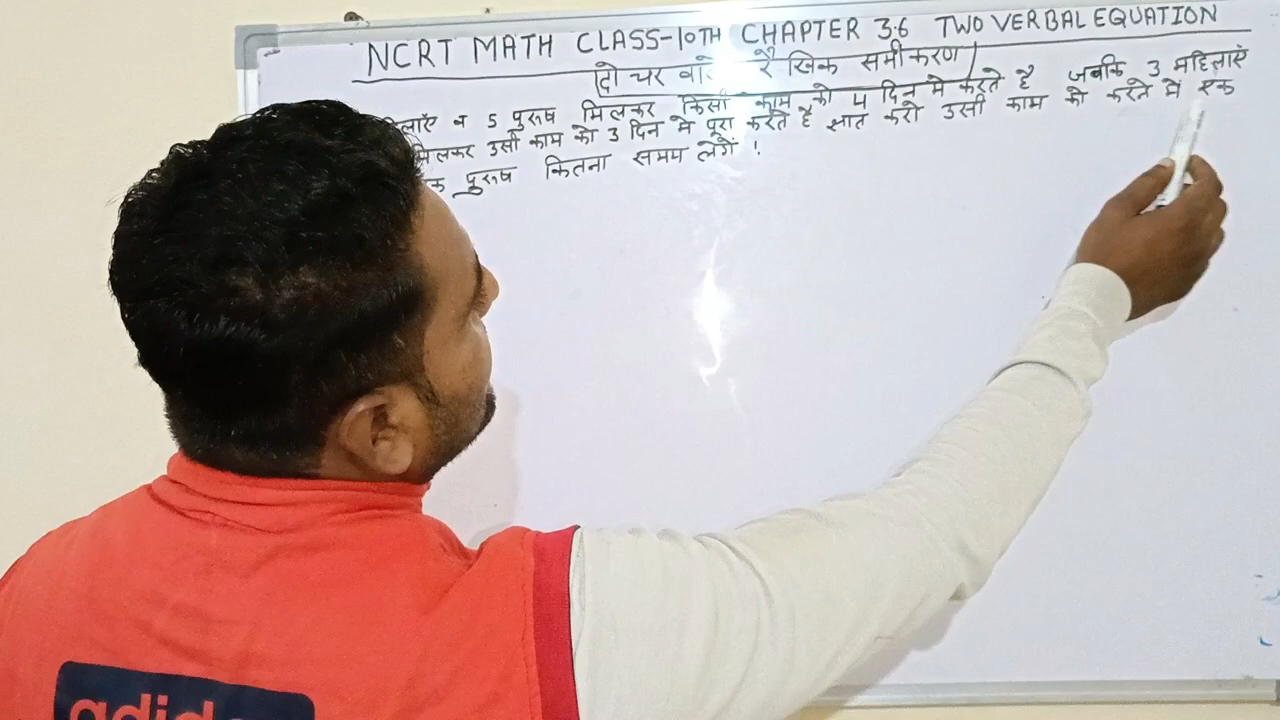 NCRT MATH CLASS-10TH CHAPTER 3.6 TWO VERBAL EQUATION
दो चर वाले रैखिक समीकरण
व 5 पुरुष मिलकर किसी काम को 4 दिन मे करते है जबकि 3 महिलाएं
मिलकर उसी काम को 3 दिन मे पूरा करते है ज्ञात करो उसी काम को करते में एक
पुरुष कितना समय लेगें !
adid